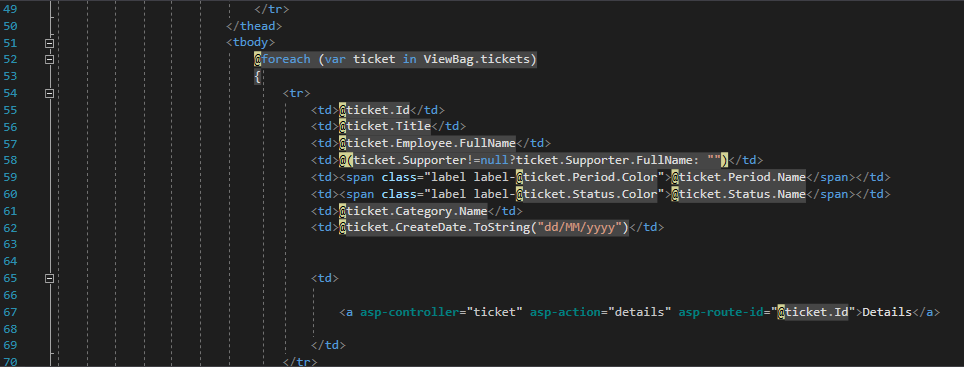 49 </tr>
50 </thead>
51 <tbody>
52 @foreach (var ticket in ViewBag.tickets)
53 {
54 <tr>
55 <td>@ticket.Id</td>
56 <td>@ticket.Title</td>
57 <td>@ticket.Employee.FullName</td>
58 <td>@(ticket.Supporter!=null?ticket.Supporter.FullName: "")</td>
59 <td><span class="label label-@ticket.Period.Color">@ticket.Period.Name</span></td>
60 <td><span class="label label-@ticket.Status.Color">@ticket.Status.Name</span></td>
61 <td>@ticket.Category.Name</td>
62 <td>@ticket.CreateDate.ToString("dd/MM/yyyy")</td>
63
64
65 <td>
66
67 <a asp-controller="ticket" asp-action="details" asp-route-id="@ticket.Id">Details</a>
68
69 </td>
70 </tr>